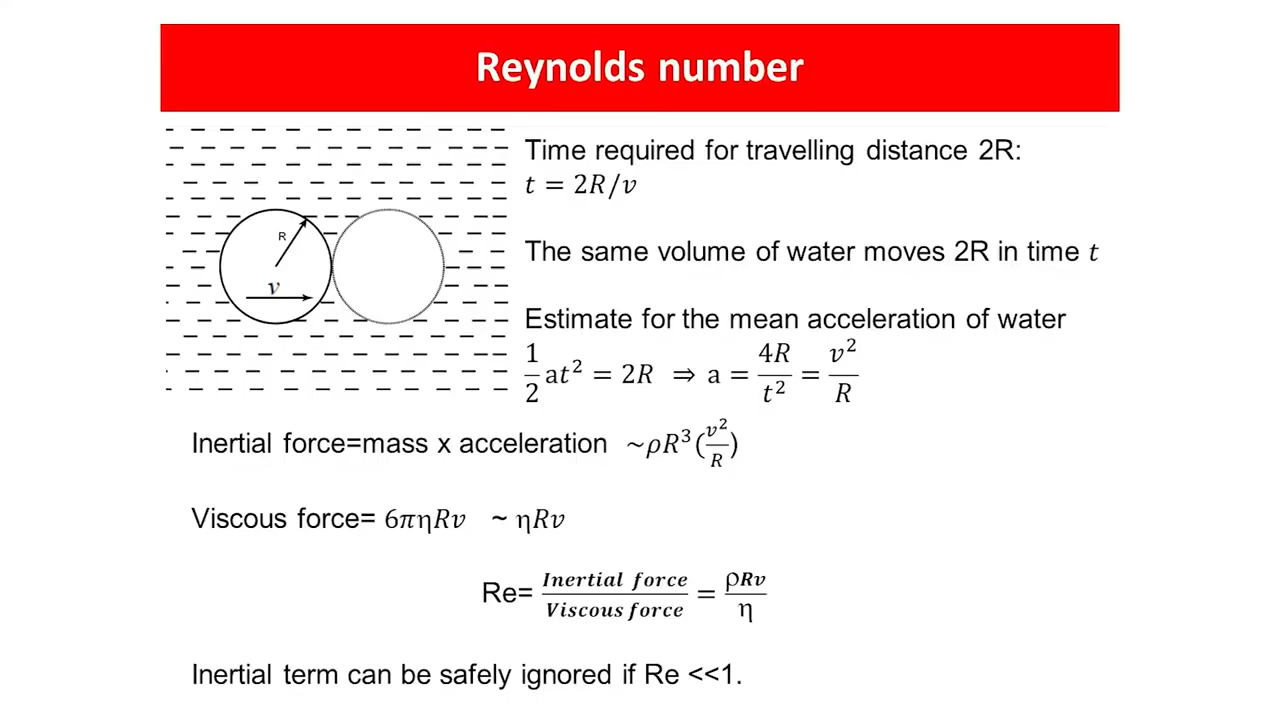 Reynolds number
R
v
Time required for travelling distance 2R:
t = 2R/v
The same volume of water moves 2R in time t
Estimate for the mean acceleration of water
1/2 at² = 2R ⇒ a = 4R/t² = v²/R
Inertial force=mass x acceleration ~ρR³(v²/R)
Viscous force= 6πηRv ~ ηRv
Re= Inertial force/Viscous force = ρRv/η
Inertial term can be safely ignored if Re <<1.